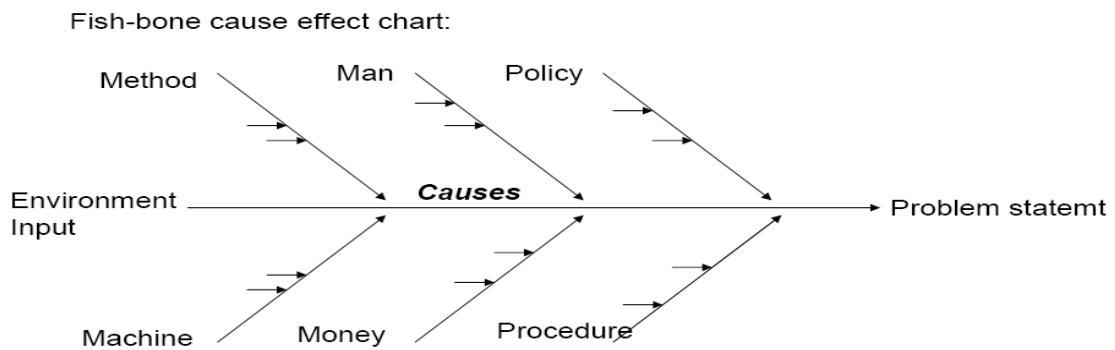 Fish-bone cause effect chart:
Method
Man
Policy
Causes
Environment
Input
Problem statemt
Machine
Money
Procedure